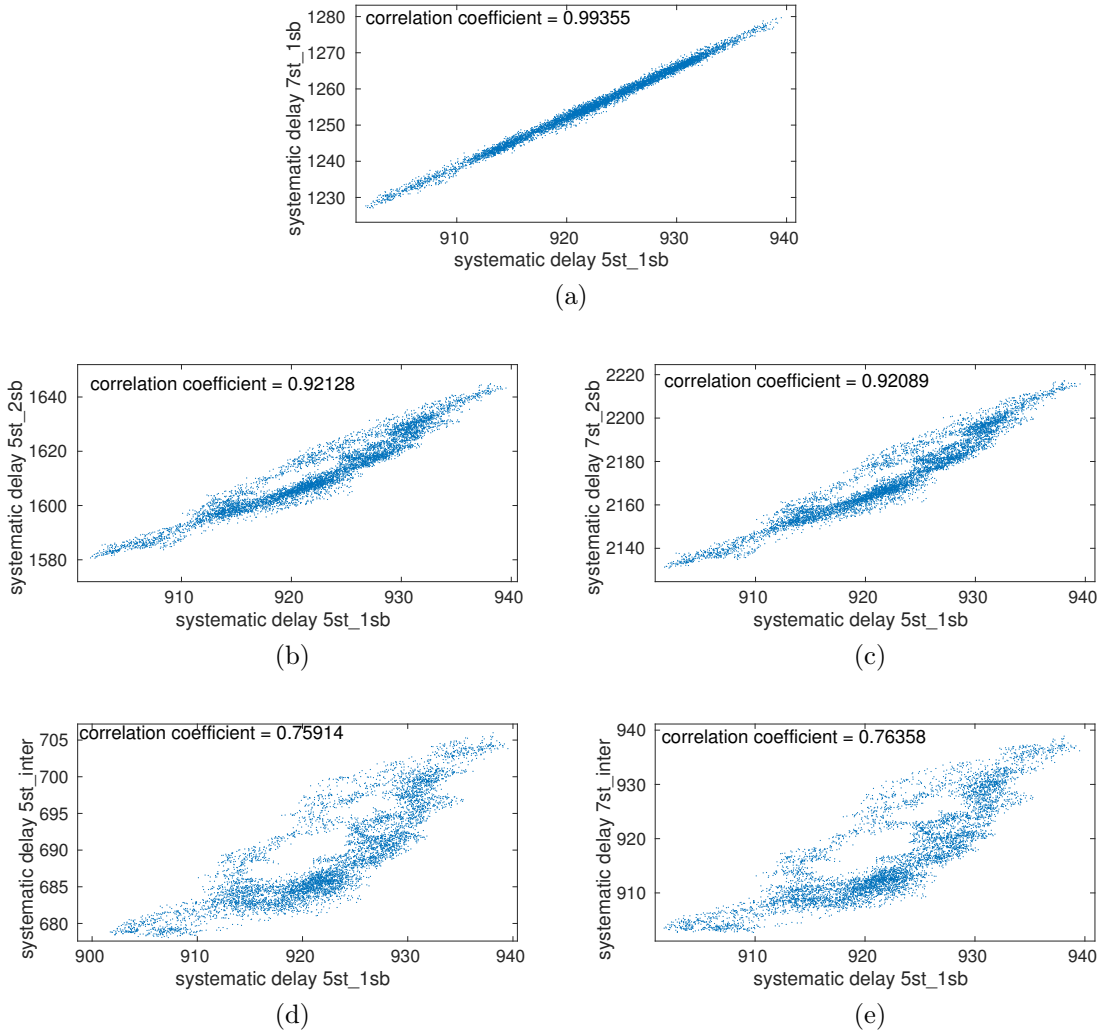 correlation coefficient = 0.99355
systematic delay 7st_1sb
1280
1270
1260
1250
1240
1230
910 920 930 940
systematic delay 5st_1sb
(a)
correlation coefficient = 0.92128
systematic delay 5st_2sb
1640
1620
1600
1580
910 920 930 940
systematic delay 5st_1sb
(b)
correlation coefficient = 0.92089
systematic delay 7st_2sb
2220
2200
2180
2160
2140
910 920 930 940
systematic delay 5st_1sb
(c)
correlation coefficient = 0.75914
systematic delay 5st_inter
705
700
695
690
685
680
900 910 920 930 940
systematic delay 5st_1sb
(d)
correlation coefficient = 0.76358
systematic delay 7st_inter
940
930
920
910
910 920 930 940
systematic delay 5st_1sb
(e)